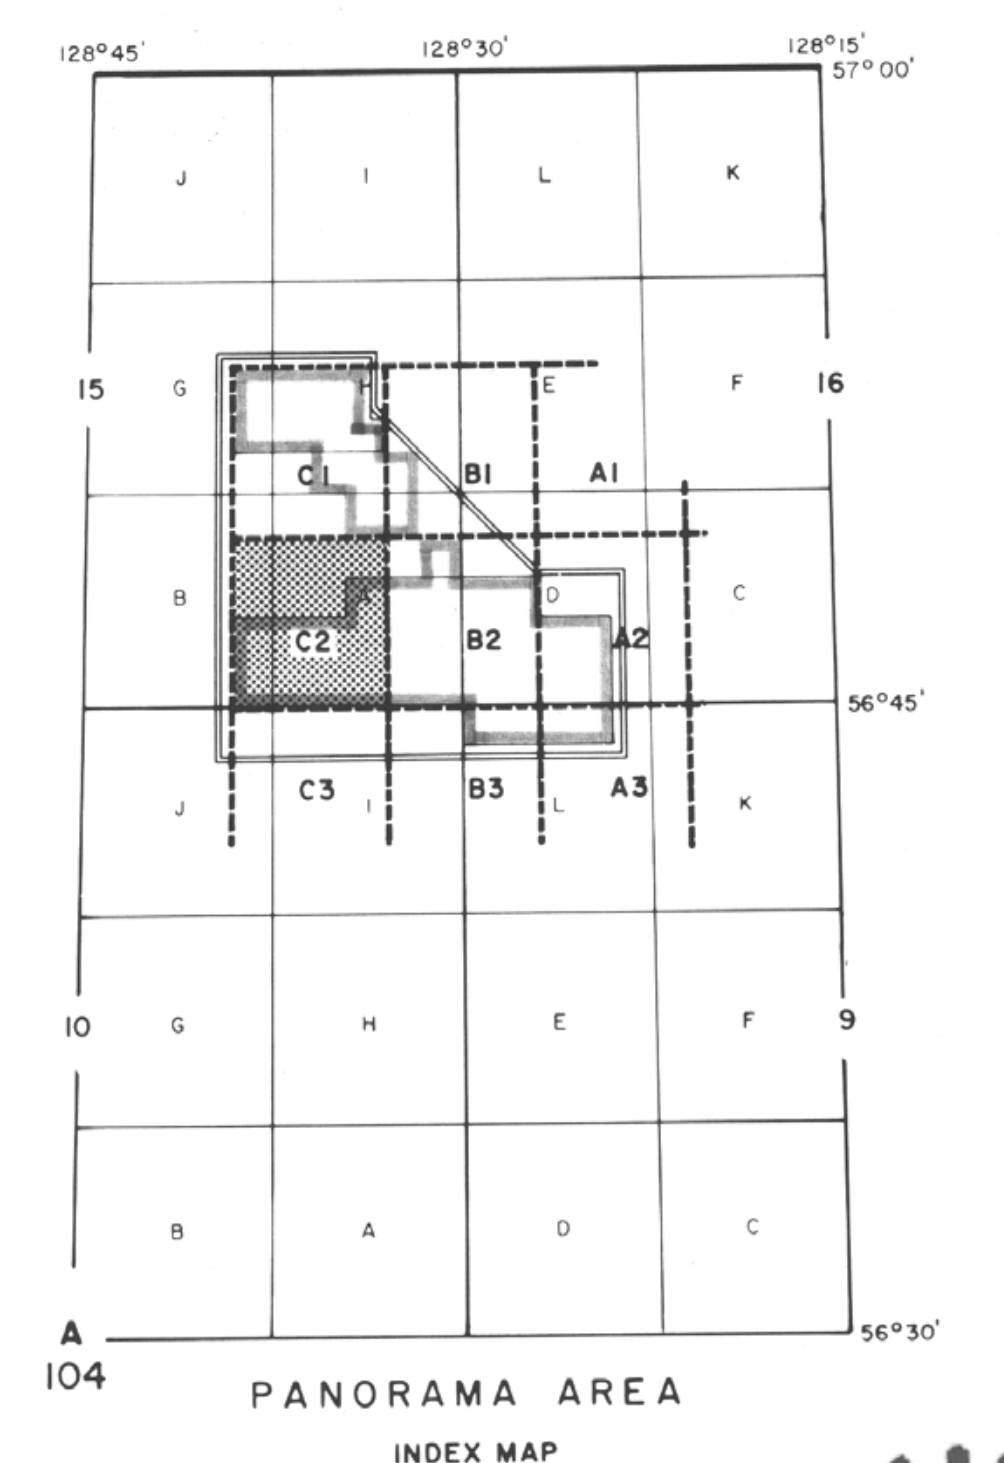 128°45' 128°30' 128°15'
57°00'
J I L K
15 G H E F 16
C1 B1 A1
B A D C
C2 B2 A2
56°45'
C3 B3 A3
J I L K
10 G H E F 9
B A D C
A 56°30'
104
PANORAMA AREA
INDEX MAP